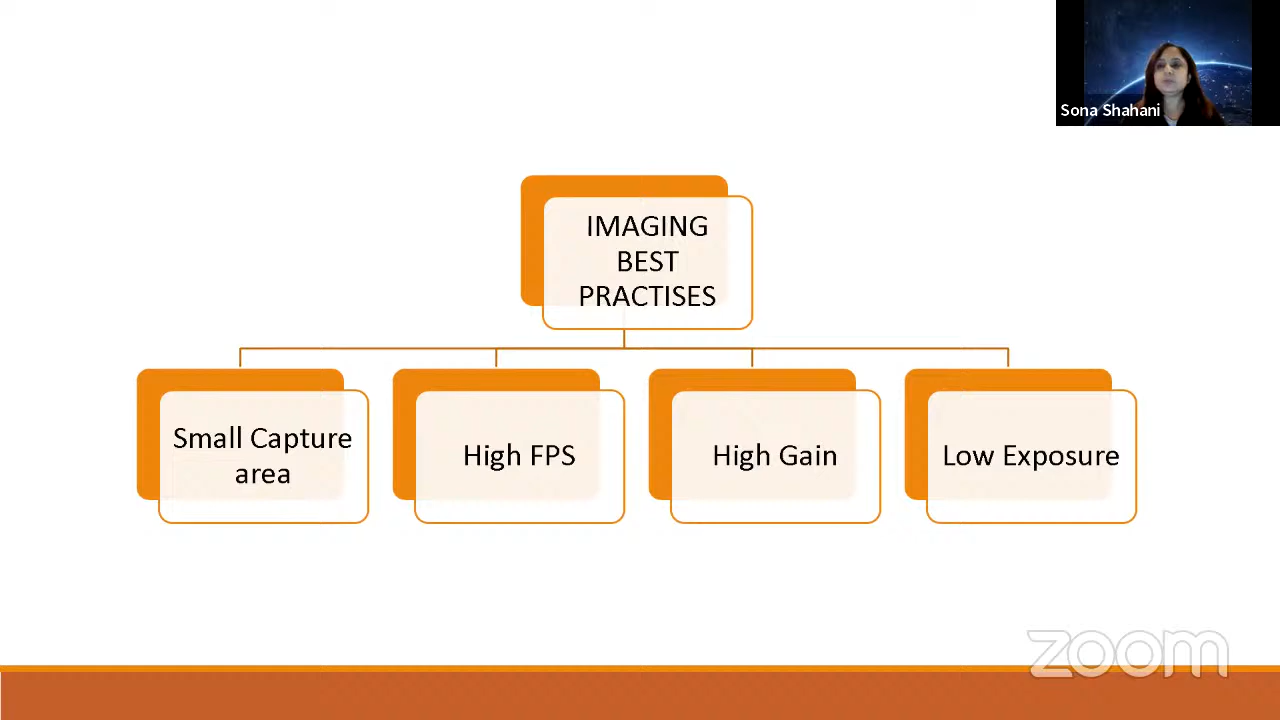 Sona Shahani
IMAGING
BEST
PRACTISES
Small Capture
area
High FPS
High Gain
Low Exposure
zoom